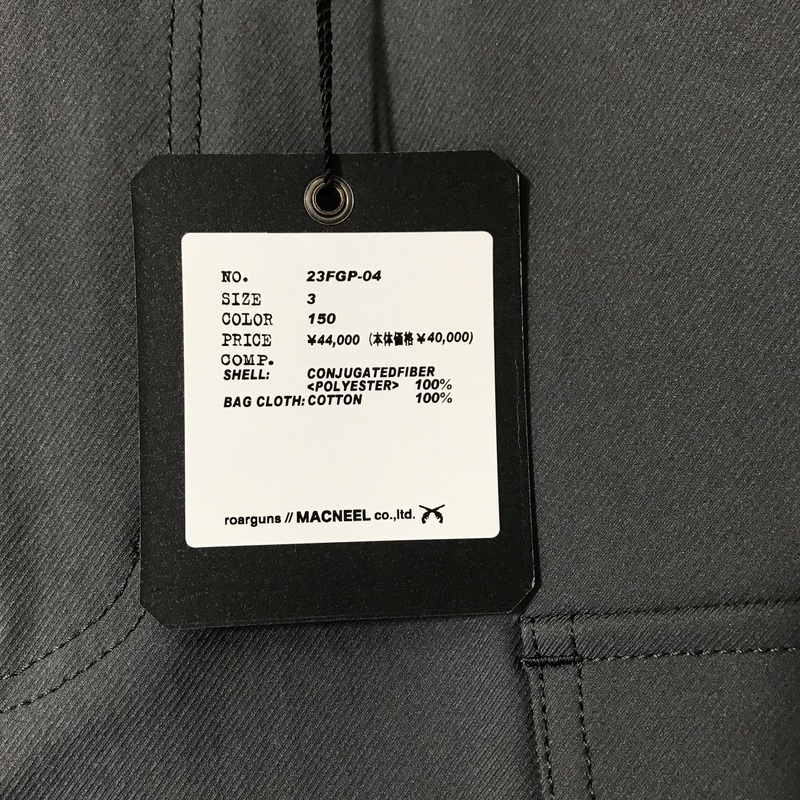 NO. 23FGP-04
SIZE 3
COLOR 150
PRICE ¥44,000 (本体価格 ¥40,000)
COMP.
SHELL: CONJUGATEDFIBER
<POLYESTER> 100%
BAG CLOTH: COTTON 100%
roarguns // MACNEEL co.,ltd.